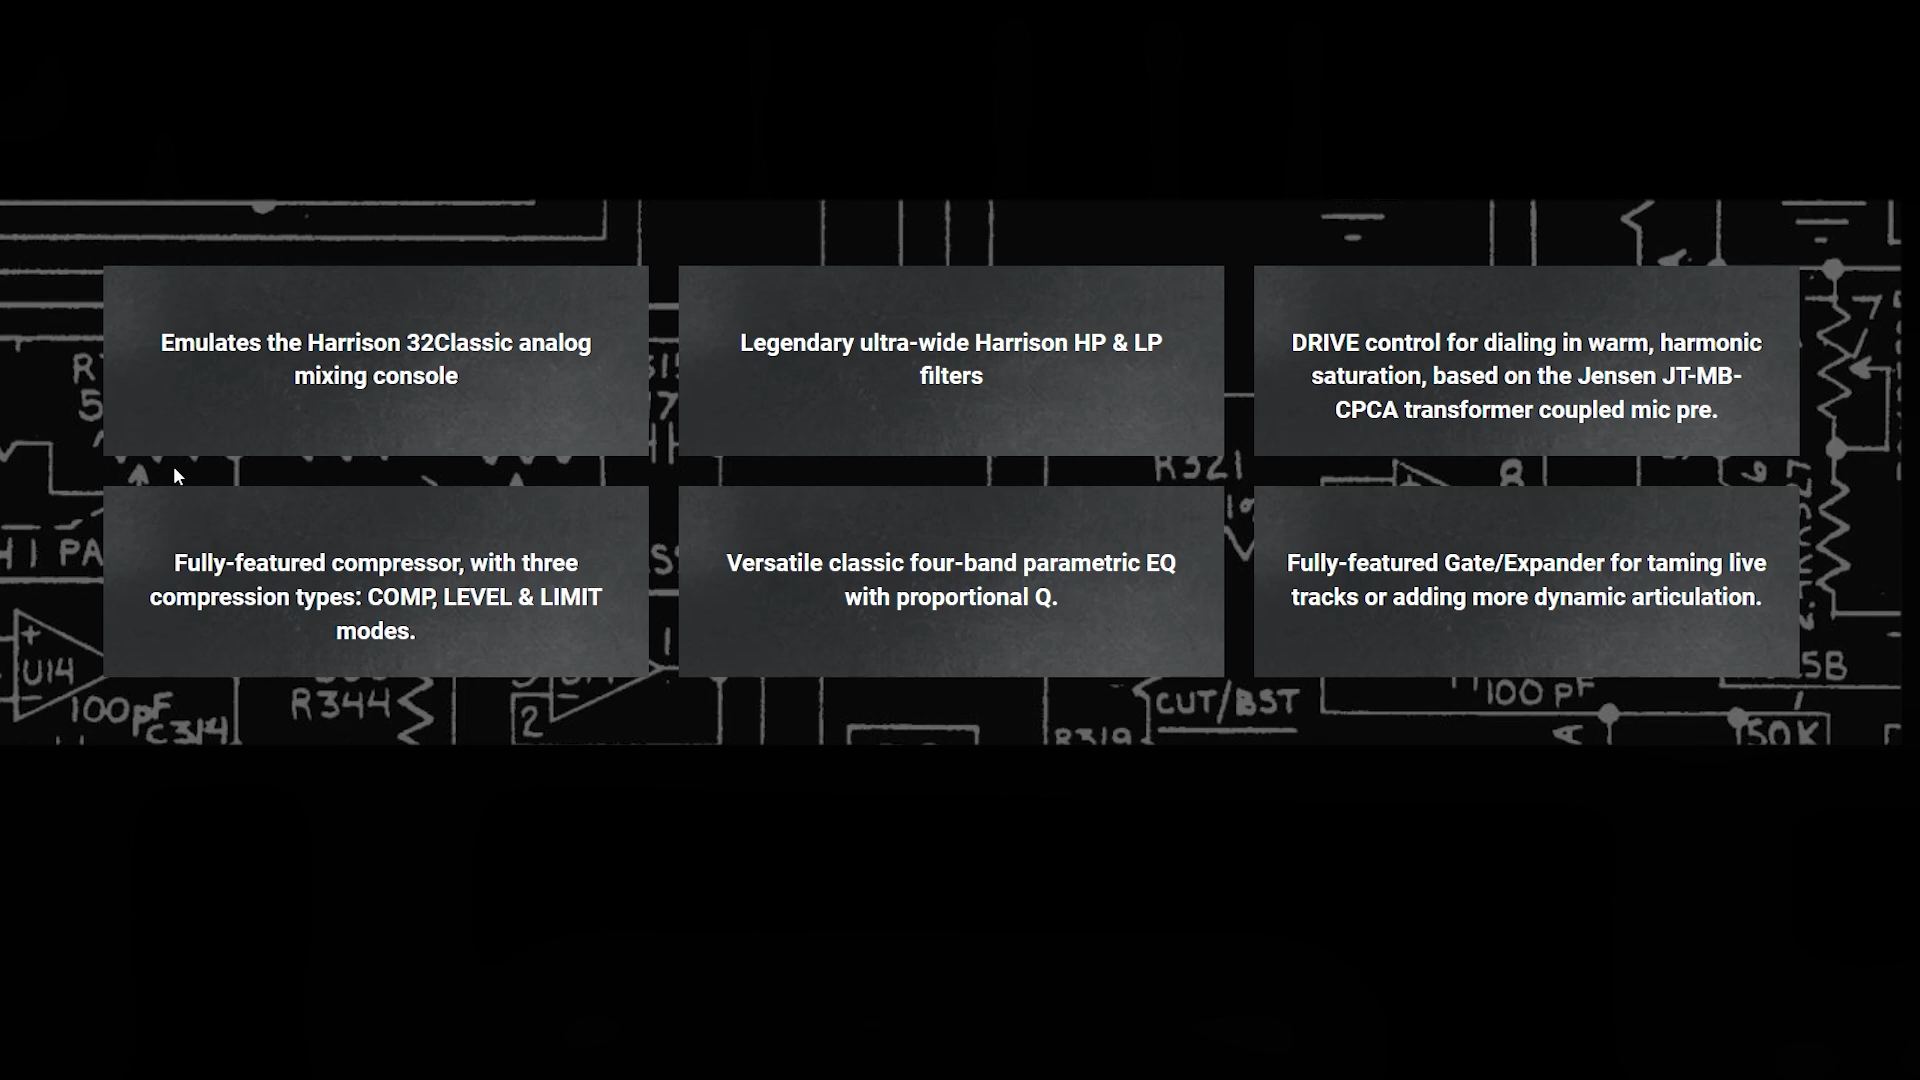 Emulates the Harrison 32Classic analog
mixing console
Legendary ultra-wide Harrison HP & LP
filters
DRIVE control for dialing in warm, harmonic
saturation, based on the Jensen JT-MB-
CPCA transformer coupled mic pre.
Fully-featured compressor, with three
compression types: COMP, LEVEL & LIMIT
modes.
Versatile classic four-band parametric EQ
with proportional Q.
Fully-featured Gate/Expander for taming live
tracks or adding more dynamic articulation.
R321
8
U14
100pF
C314
R344
2
CUT/BST
R319
100 PF
5B
50K